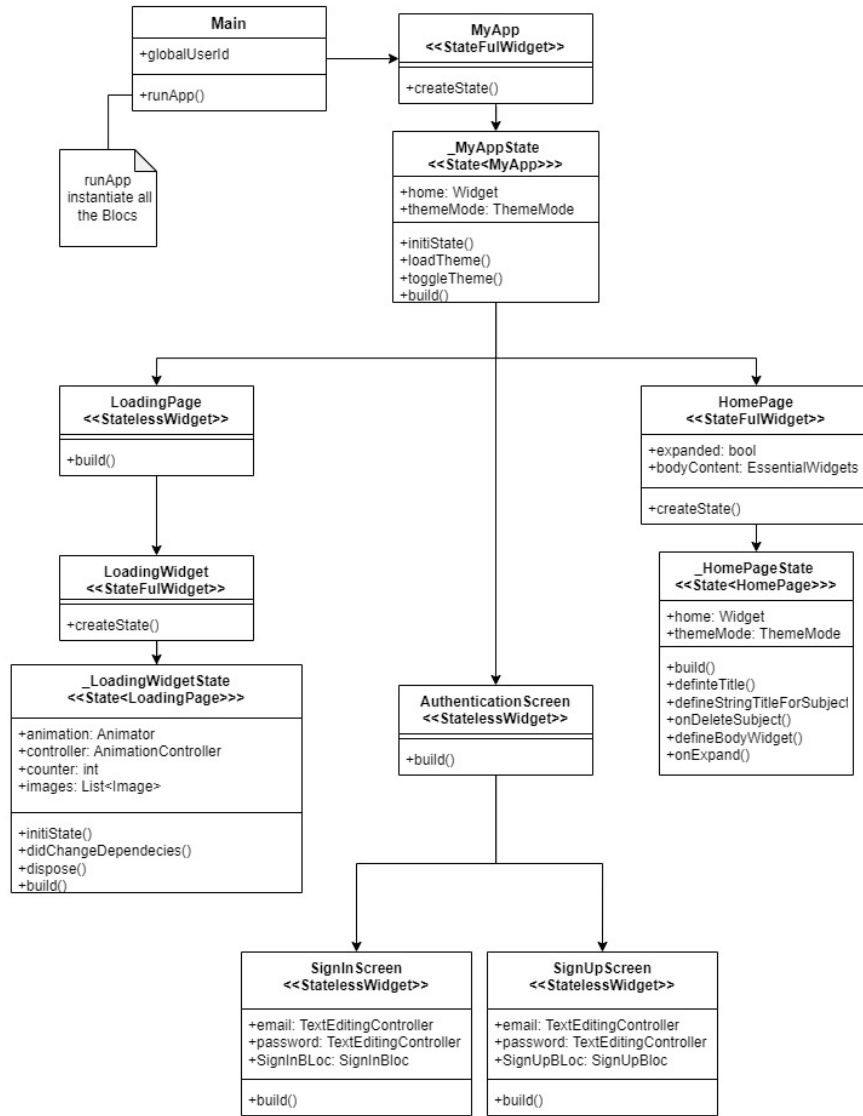 Main
+globalUserId
+runApp()
runApp
instantiate all
the Blocs
MyApp
<<StateFulWidget>>
+createState()
_MyAppState
<<State<MyApp>>>
+home: Widget
+themeMode: ThemeMode
+initiState()
+loadTheme()
+toggleTheme()
+build()
LoadingPage
<<StatelessWidget>>
+build()
LoadingWidget
<<StateFulWidget>>
+createState()
_LoadingWidgetState
<<State<LoadingPage>>>
+animation: Animator
+controller: AnimationController
+counter: int
+images: List<Image>
+initiState()
+didChangeDependecies()
+dispose()
+build()
HomePage
<<StateFulWidget>>
+expanded: bool
+bodyContent: EssentialWidgets
+createState()
_HomePageState
<<State<HomePage>>>
+home: Widget
+themeMode: ThemeMode
+build()
+definteTitle()
+defineStringTitleForSubject
+onDeleteSubject()
+defineBodyWidget()
+onExpand()
AuthenticationScreen
<<StatelessWidget>>
+build()
SignInScreen
<<StatelessWidget>>
+email: TextEditingController
+password: TextEditingController
+SignInBLoc: SignInBloc
+build()
SignUpScreen
<<StatelessWidget>>
+email: TextEditingController
+password: TextEditingController
+SignUpBLoc: SignUpBloc
+build()